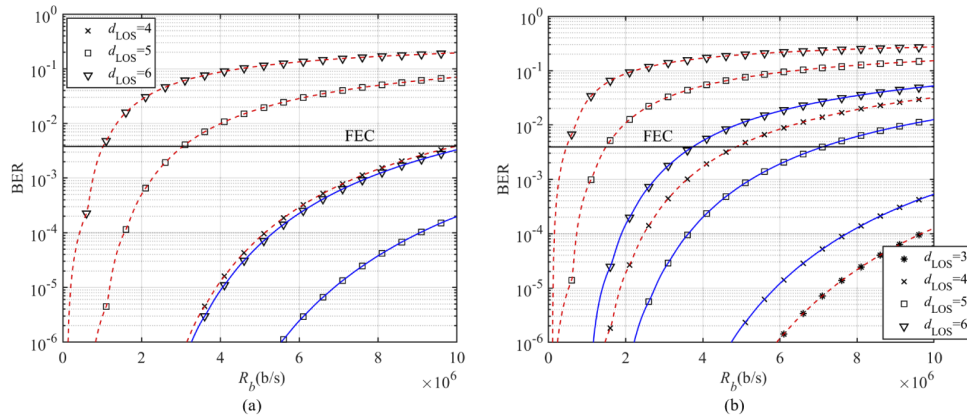 10^0
10^-1
10^-2
10^-3
10^-4
10^-5
10^-6
BER
d_LOS=4
d_LOS=5
d_LOS=6
FEC
0 2 4 6 8 10
R_b(b/s)
×10^6
(a)
10^0
10^-1
10^-2
10^-3
10^-4
10^-5
10^-6
BER
FEC
d_LOS=3
d_LOS=4
d_LOS=5
d_LOS=6
0 2 4 6 8 10
R_b(b/s)
×10^6
(b)